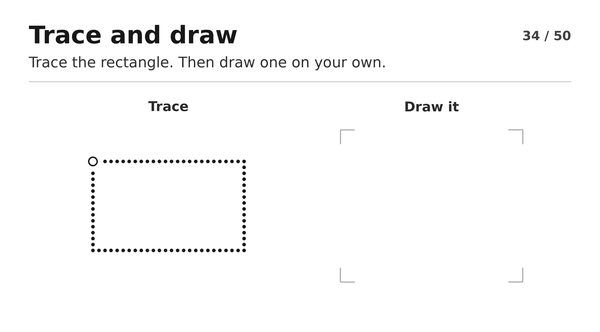 Trace and draw
34 / 50
Trace the rectangle. Then draw one on your own.
Trace
Draw it